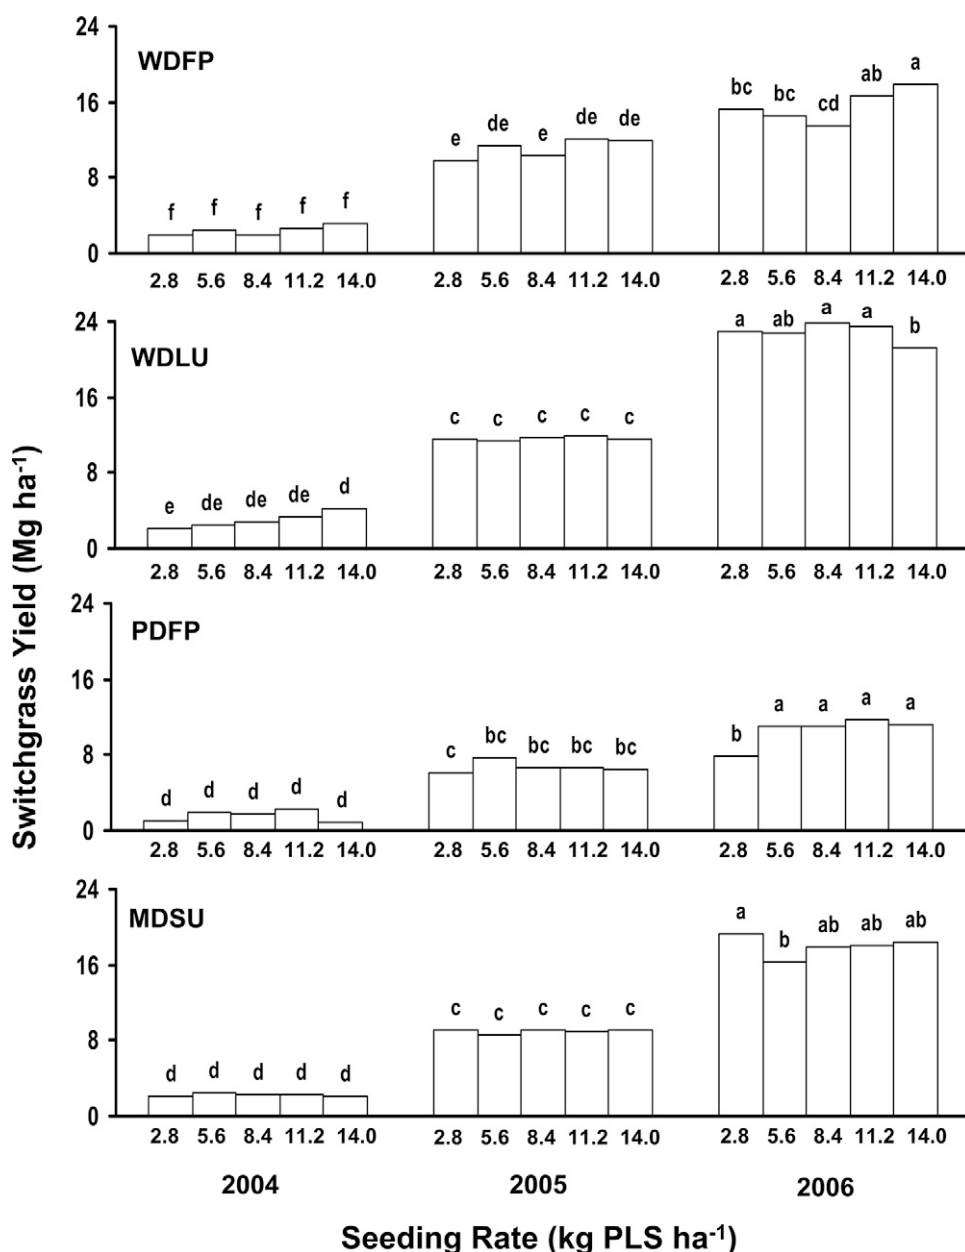 24
WDFP
a
ab
bc
bc
cd
16
de
de
de
e
e
8
f
f
f
f
f
0
2.8 5.6 8.4 11.2 14.0 2.8 5.6 8.4 11.2 14.0 2.8 5.6 8.4 11.2 14.0
24
WDLU
a ab a a b
16
c c c c c
8
e de de de d
0
2.8 5.6 8.4 11.2 14.0 2.8 5.6 8.4 11.2 14.0 2.8 5.6 8.4 11.2 14.0
24
PDFP
16
b a a a a
c bc bc bc bc
8
d d d d d
0
2.8 5.6 8.4 11.2 14.0 2.8 5.6 8.4 11.2 14.0 2.8 5.6 8.4 11.2 14.0
24
MDSU
a b ab ab ab
16
c c c c c
8
d d d d d
0
2.8 5.6 8.4 11.2 14.0 2.8 5.6 8.4 11.2 14.0 2.8 5.6 8.4 11.2 14.0
2004 2005 2006
Switchgrass Yield (Mg ha⁻¹)
Seeding Rate (kg PLS ha⁻¹)